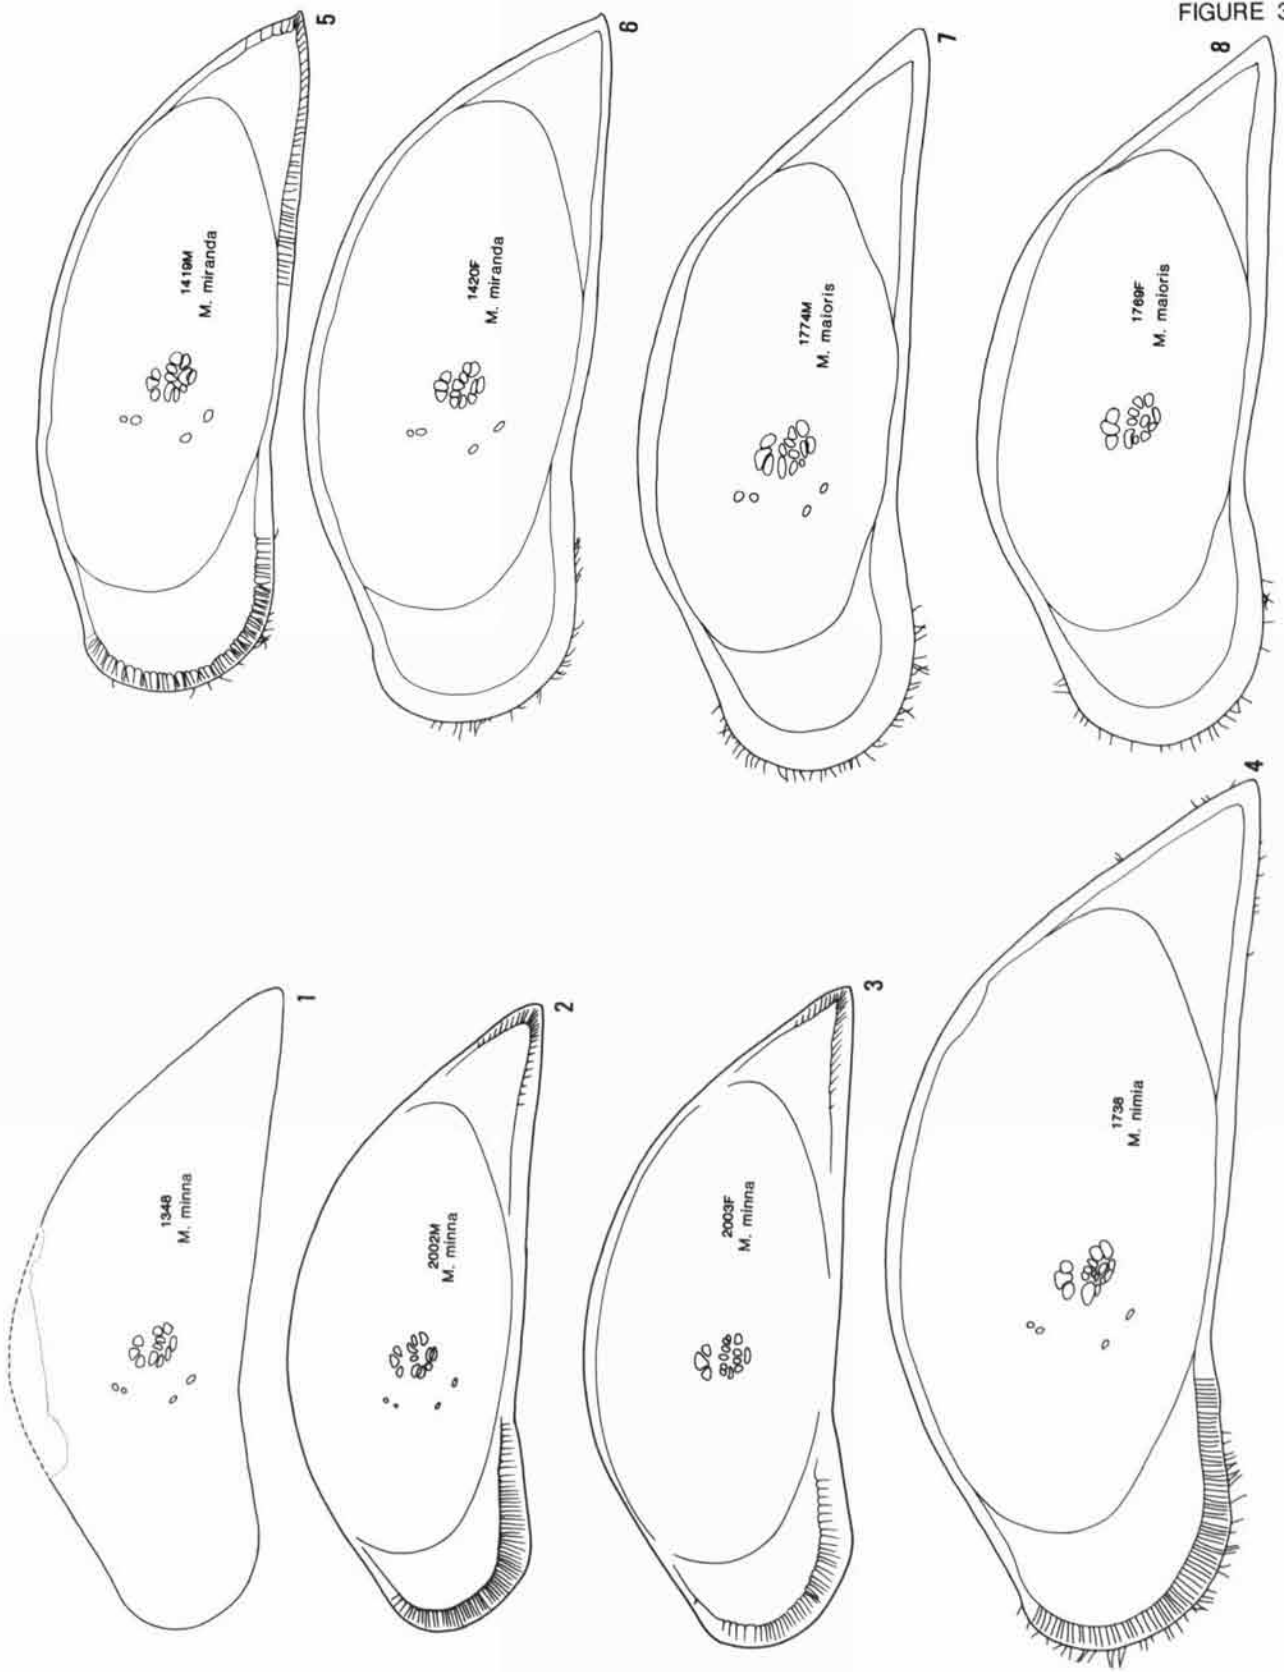 FIGURE 3
1348
M. minna
1
2002M
M. minna
2
2003F
M. minna
3
1738
M. nimia
4
1419M
M. miranda
5
1420F
M. miranda
6
1774M
M. maioris
7
1769F
M. maioris
8